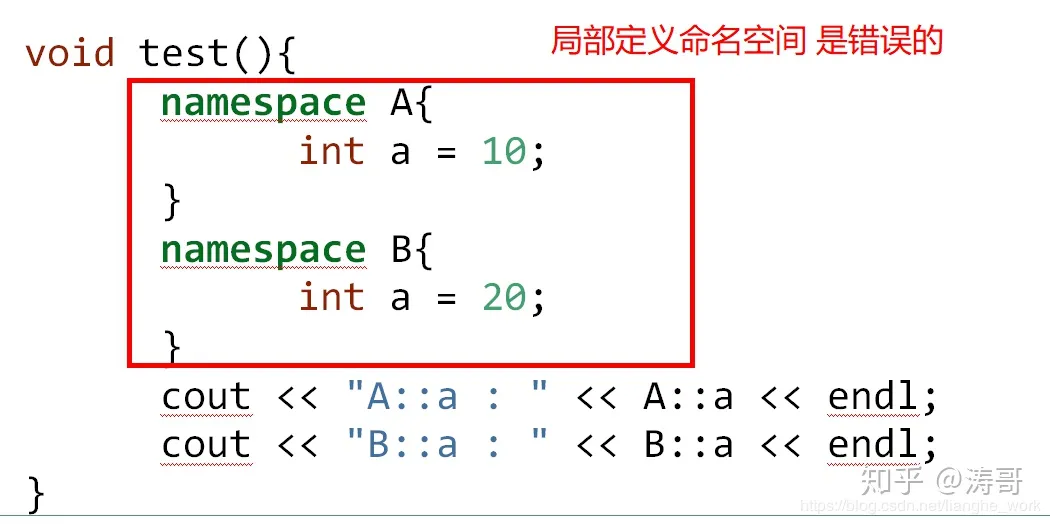 局部定义命名空间 是错误的
void test(){
namespace A{
int a = 10;
}
namespace B{
int a = 20;
}
cout << "A::a : " << A::a << endl;
cout << "B::a : " << B::a << endl;
}
知乎 @涛哥
https://blog.csdn.net/lianghe_work